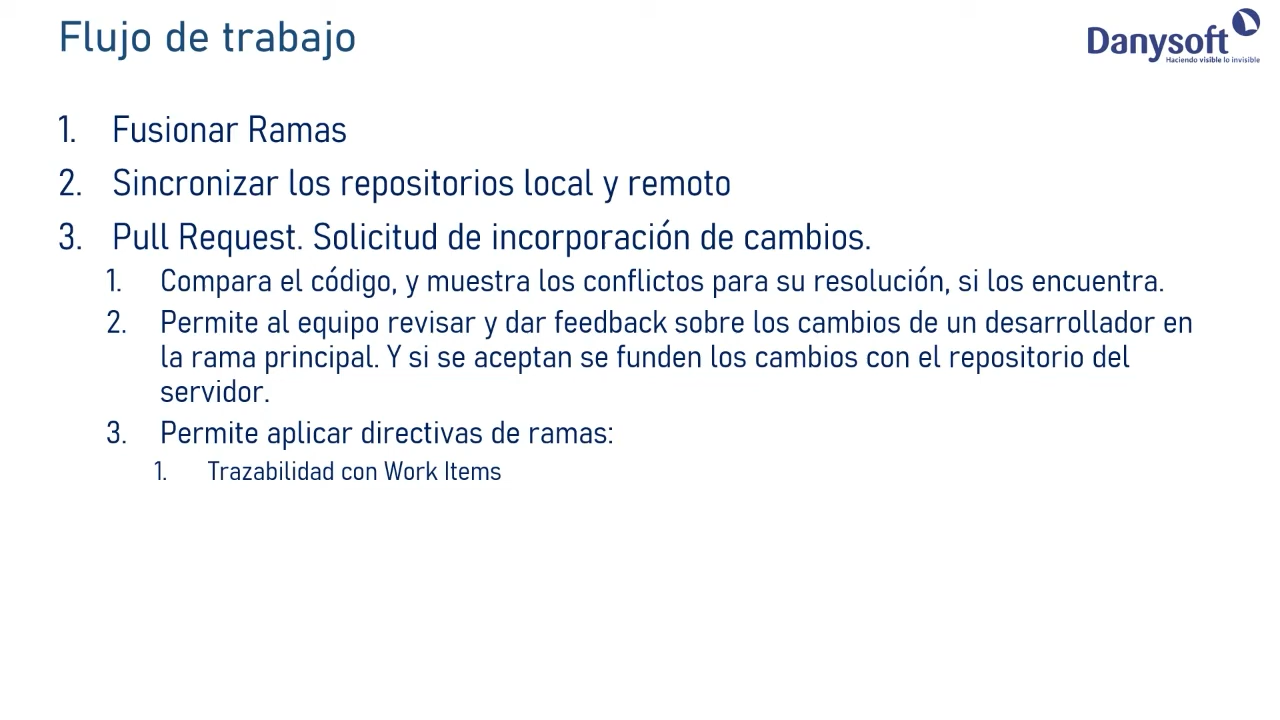 Flujo de trabajo
Danysoft
Haciendo visible lo invisible
1. Fusionar Ramas
2. Sincronizar los repositorios local y remoto
3. Pull Request. Solicitud de incorporación de cambios.
1. Compara el código, y muestra los conflictos para su resolución, si los encuentra.
2. Permite al equipo revisar y dar feedback sobre los cambios de un desarrollador en
la rama principal. Y si se aceptan se funden los cambios con el repositorio del
servidor.
3. Permite aplicar directivas de ramas:
1. Trazabilidad con Work Items